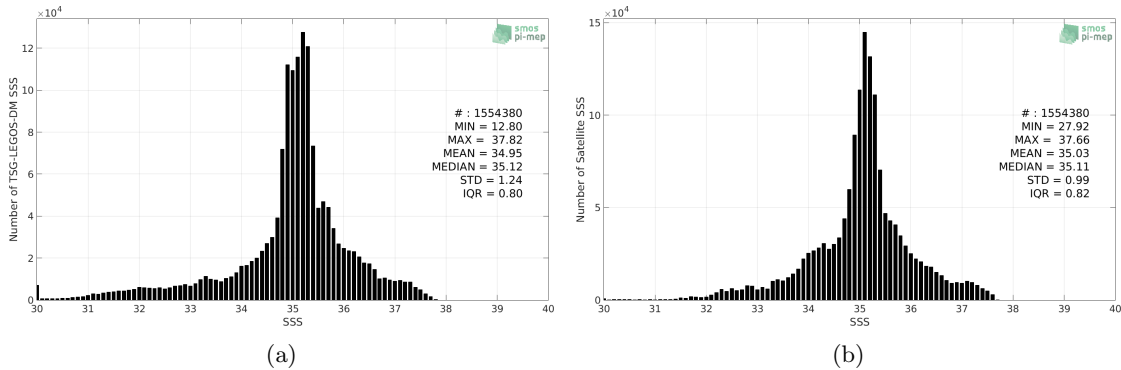 ×10⁴
12
10
8
6
4
2
0
Number of TSG-LEGOS-DM SSS
30 31 32 33 34 35 36 37 38 39 40
SSS
smos
pi-mep
# : 1554380
MIN = 12.80
MAX = 37.82
MEAN = 34.95
MEDIAN = 35.12
STD = 1.24
IQR = 0.80
(a)
×10⁴
15
10
5
0
Number of Satellite SSS
30 31 32 33 34 35 36 37 38 39 40
SSS
smos
pi-mep
# : 1554380
MIN = 27.92
MAX = 37.66
MEAN = 35.03
MEDIAN = 35.11
STD = 0.99
IQR = 0.82
(b)